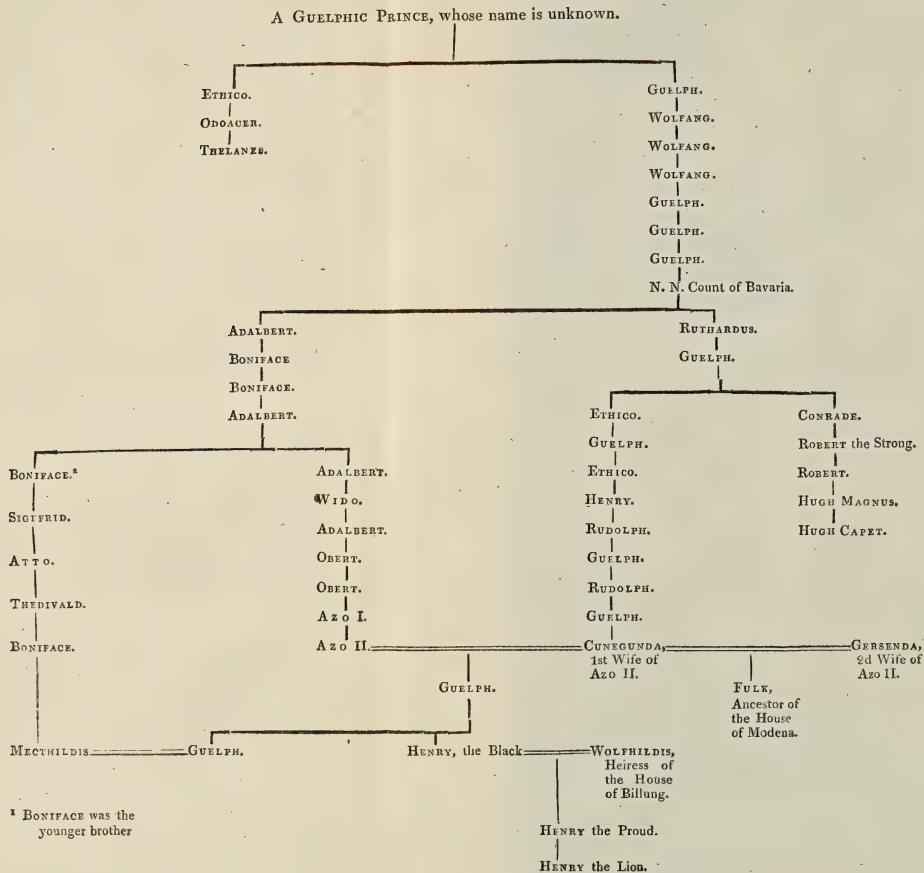 A GUELPHIC PRINCE, whose name is unknown.
ETHICO.
ODOACER.
THELANES.
GUELPH.
WOLFANG.
WOLFANG.
WOLFANG.
GUELPH.
GUELPH.
GUELPH.
N. N. Count of Bavaria.
ADALBERT.
BONIFACE
BONIFACE.
ADALBERT.
RUTHARDUS.
GUELPH.
BONIFACE.¹
SIGIFRID.
ATTO.
THEDIVALD.
BONIFACE.
ADALBERT.
WIDO.
ADALBERT.
OBERT.
OBERT.
AZO I.
AZO II.
ETHICO.
GUELPH.
ETHICO.
HENRY.
RUDOLPH.
GUELPH.
RUDOLPH.
GUELPH.
CUNEGUNDA,
1st Wife of
AZO II.
CONRADE.
ROBERT the Strong.
ROBERT.
HUGH MAGNUS.
HUGH CAPET.
GERSENDA,
2d Wife of
AZO II.
GUELPH.
FULK,
Ancestor of
the House
of Modena.
MECTHILDIS
GUELPH.
HENRY, the Black
WOLFHILDIS,
Heiress of
the House
of Billung.
HENRY the Proud.
HENRY the Lion.
¹ BONIFACE was the
younger brother